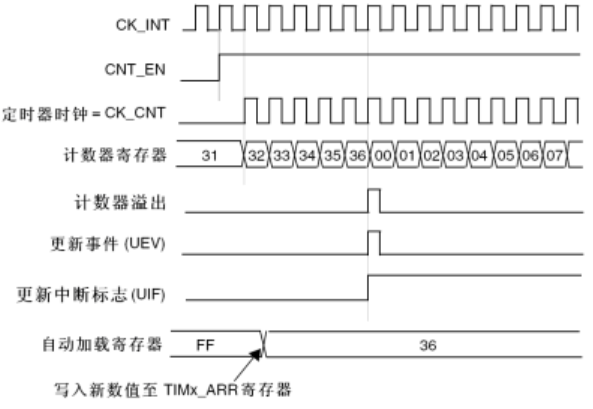 CK_INT
CNT_EN
定时器时钟 = CK_CNT
计数器寄存器 31 32 33 34 35 36 00 01 02 03 04 05 06 07
计数器溢出
更新事件 (UEV)
更新中断标志 (UIF)
自动加载寄存器 FF 36
写入新数值至 TIMx_ARR寄存器